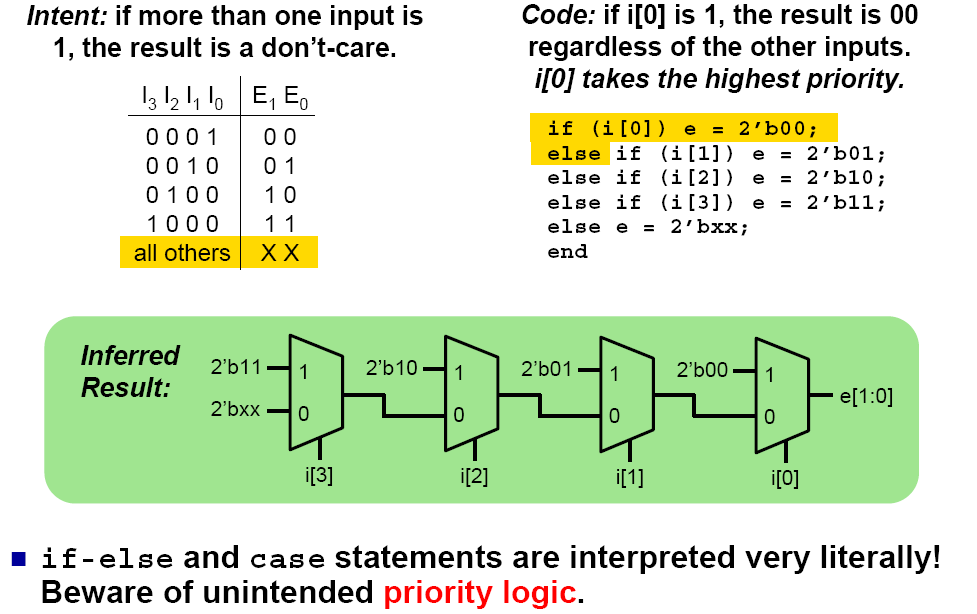 Intent: if more than one input is
1, the result is a don't-care.
I3 I2 I1 I0 E1 E0
0 0 0 1 0 0
0 0 1 0 0 1
0 1 0 0 1 0
1 0 0 0 1 1
all others X X
Code: if i[0] is 1, the result is 00
regardless of the other inputs.
i[0] takes the highest priority.
if (i[0]) e = 2'b00;
else if (i[1]) e = 2'b01;
else if (i[2]) e = 2'b10;
else if (i[3]) e = 2'b11;
else e = 2'bxx;
end
Inferred
Result:
2'b11 1 2'b10 1 2'b01 1 2'b00 1
2'bxx 0 0 0 0 e[1:0]
i[3] i[2] i[1] i[0]
if-else and case statements are interpreted very literally!
Beware of unintended priority logic.